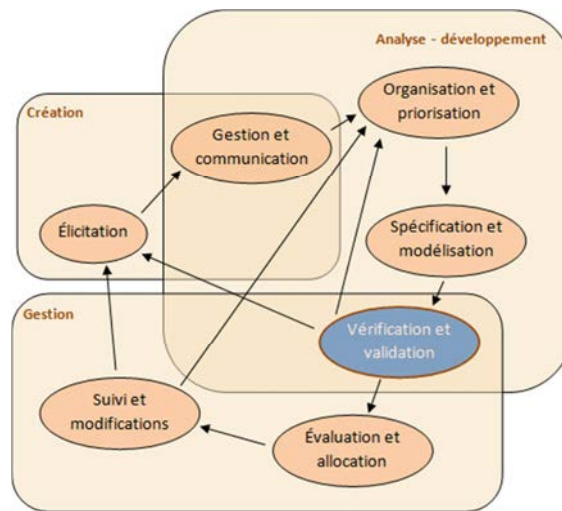 Analyse - développement
Organisation et
priorisation
Création
Gestion et
communication
Élicitation
Spécification et
modélisation
Gestion
Vérification et
validation
Suivi et
modifications
Évaluation et
allocation